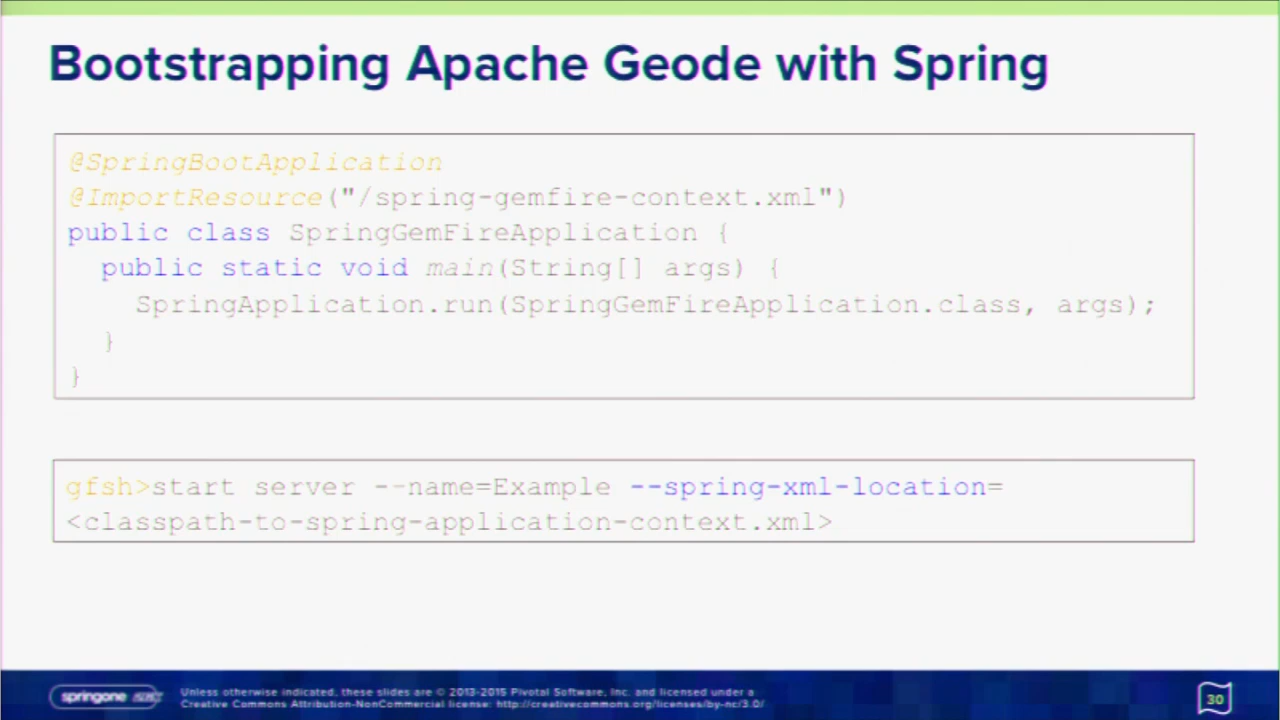 Bootstrapping Apache Geode with Spring
@SpringBootApplication
@ImportResource("/spring-gemfire-context.xml")
public class SpringGemFireApplication {
public static void main(String[] args) {
SpringApplication.run(SpringGemFireApplication.class, args);
}
}
gfsh>start server --name=Example --spring-xml-location=
<classpath-to-spring-application-context.xml>
springone
Unless otherwise indicated, these slides are © 2013-2015 Pivotal Software, Inc. and licensed under a
Creative Commons Attribution-NonCommercial license: http://creativecommons.org/licenses/by-nc/3.0/
30